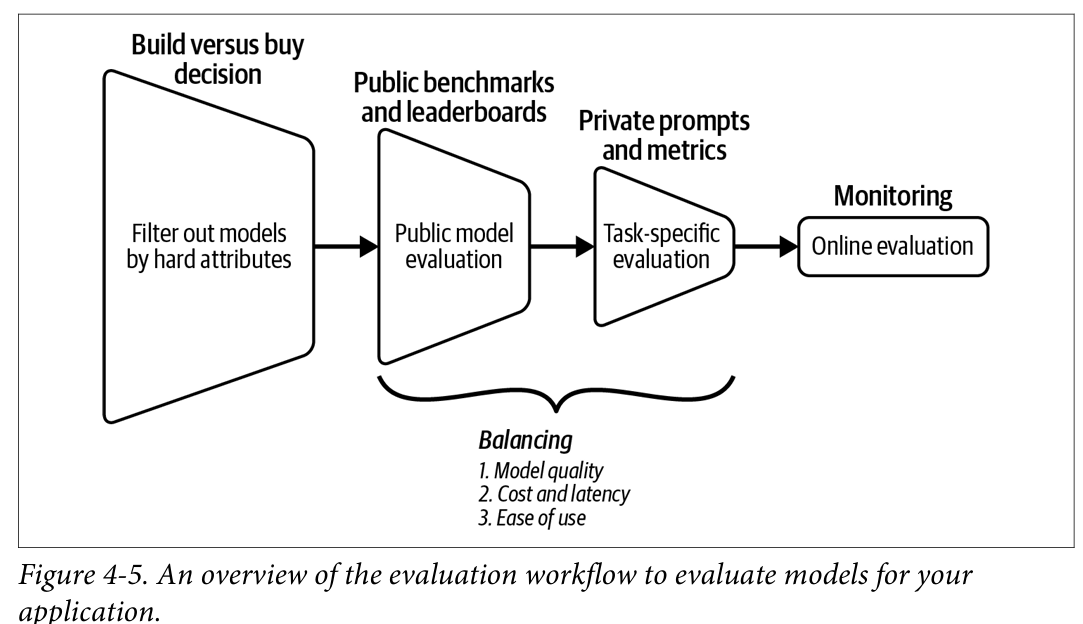 Build versus buy
decision
Public benchmarks
and leaderboards
Private prompts
and metrics
Monitoring
Filter out models
by hard attributes
Public model
evaluation
Task-specific
evaluation
Online evaluation
Balancing
1. Model quality
2. Cost and latency
3. Ease of use
Figure 4-5. An overview of the evaluation workflow to evaluate models for your
application.